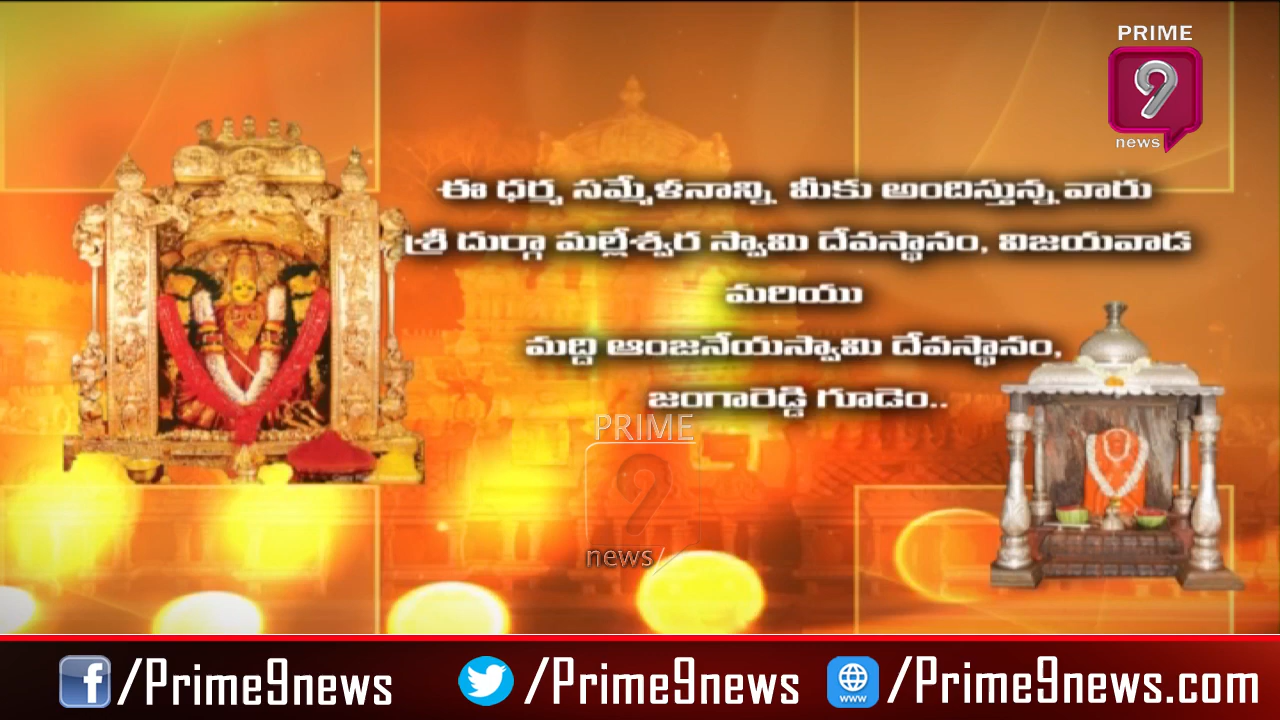 PRIME
9
news
ఈ ధర్మ సమ్మేళనాన్ని మీకు అందిస్తున్న వారు
శ్రీ దుర్గా మల్లేశ్వర స్వామి దేవస్థానం, విజయవాడ
మరియు
మద్ది ఆంజనేయస్వామి దేవస్థానం,
జంగారెడ్డి గూడెం..
PRIME
9
news/
f /Prime9news
/Prime9news
www /Prime9news.com